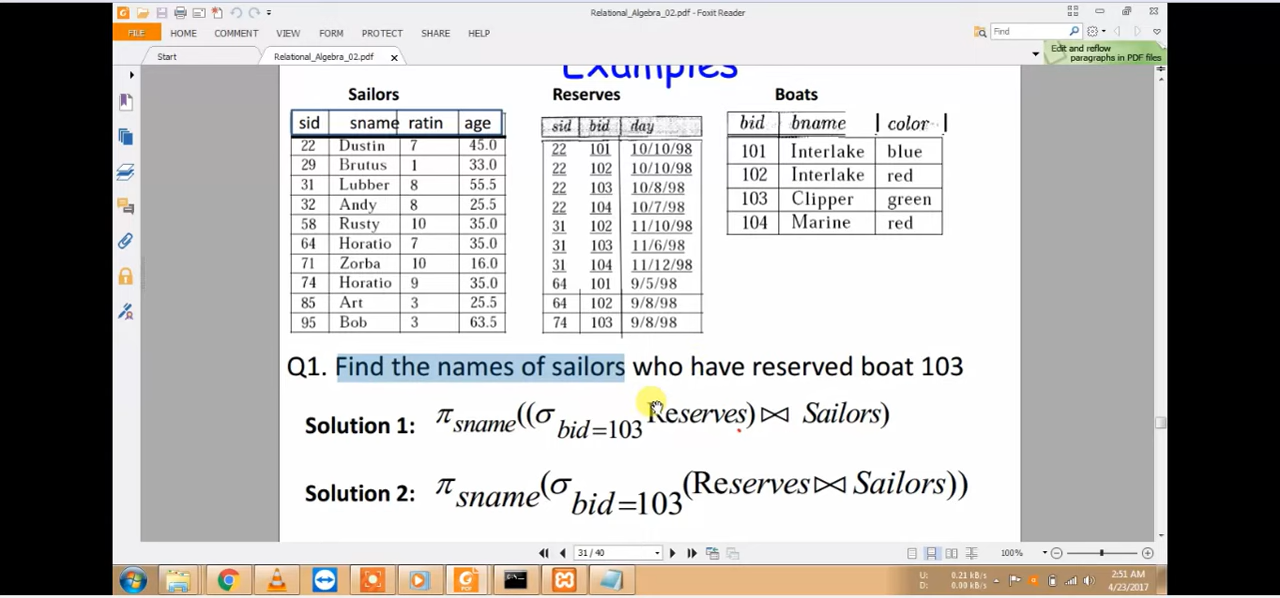 Relational_Algebra_02.pdf - Foxit Reader
FILE HOME COMMENT VIEW FORM PROTECT SHARE HELP
Find
Start Relational_Algebra_02.pdf x
Edit and reflow
paragraphs in PDF files
Examples
Sailors Reserves Boats
sid sname ratin age
22 Dustin 7 45.0
29 Brutus 1 33.0
31 Lubber 8 55.5
32 Andy 8 25.5
58 Rusty 10 35.0
64 Horatio 7 35.0
71 Zorba 10 16.0
74 Horatio 9 35.0
85 Art 3 25.5
95 Bob 3 63.5
sid bid day
22 101 10/10/98
22 102 10/10/98
22 103 10/8/98
22 104 10/7/98
31 102 11/10/98
31 103 11/6/98
31 104 11/12/98
64 101 9/5/98
64 102 9/8/98
74 103 9/8/98
bid bname color
101 Interlake blue
102 Interlake red
103 Clipper green
104 Marine red
Q1. Find the names of sailors who have reserved boat 103
Solution 1: π sname((σ bid=103 Reserves) ⋈ Sailors)
Solution 2: π sname(σ bid=103(Reserves ⋈ Sailors))
31 / 40
100%
U: 0.21 kB/s
D: 0.00 kB/s
2:51 AM
4/23/2017